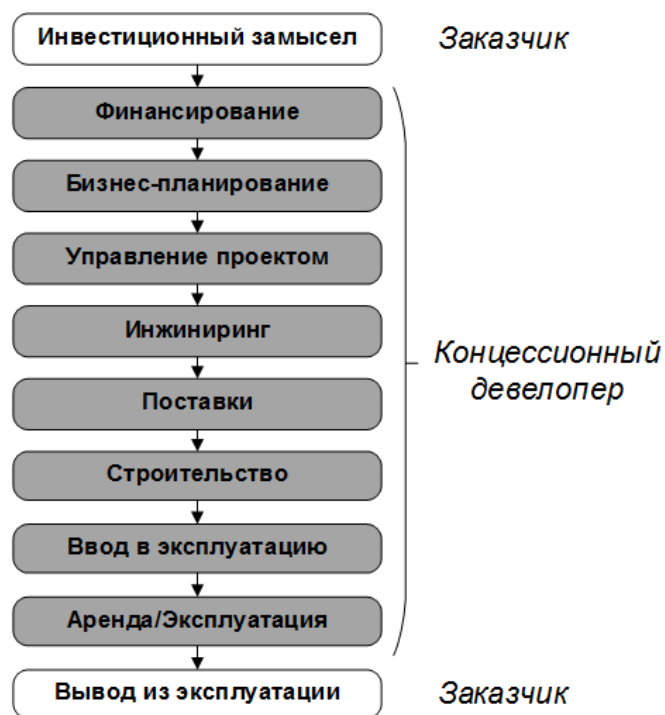 Инвестиционный замысел
Заказчик
Финансирование
Бизнес-планирование
Управление проектом
Инжиниринг
Концессионный
девелопер
Поставки
Строительство
Ввод в эксплуатацию
Аренда/Эксплуатация
Вывод из эксплуатации
Заказчик